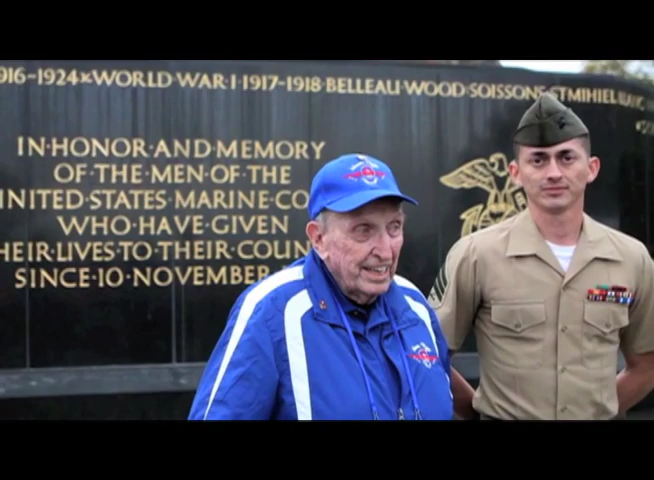 916-1924★WORLD·WAR·I·1917-1918·BELLEAU·WOOD·SOISSONS·ST·MIHIEL·BLANC
IN·HONOR·AND·MEMORY
OF·THE·MEN·OF·THE
UNITED·STATES·MARINE·CO
WHO·HAVE·GIVEN
HEIR·LIVES·TO·THEIR·COUN
SINCE·10·NOVEMBER